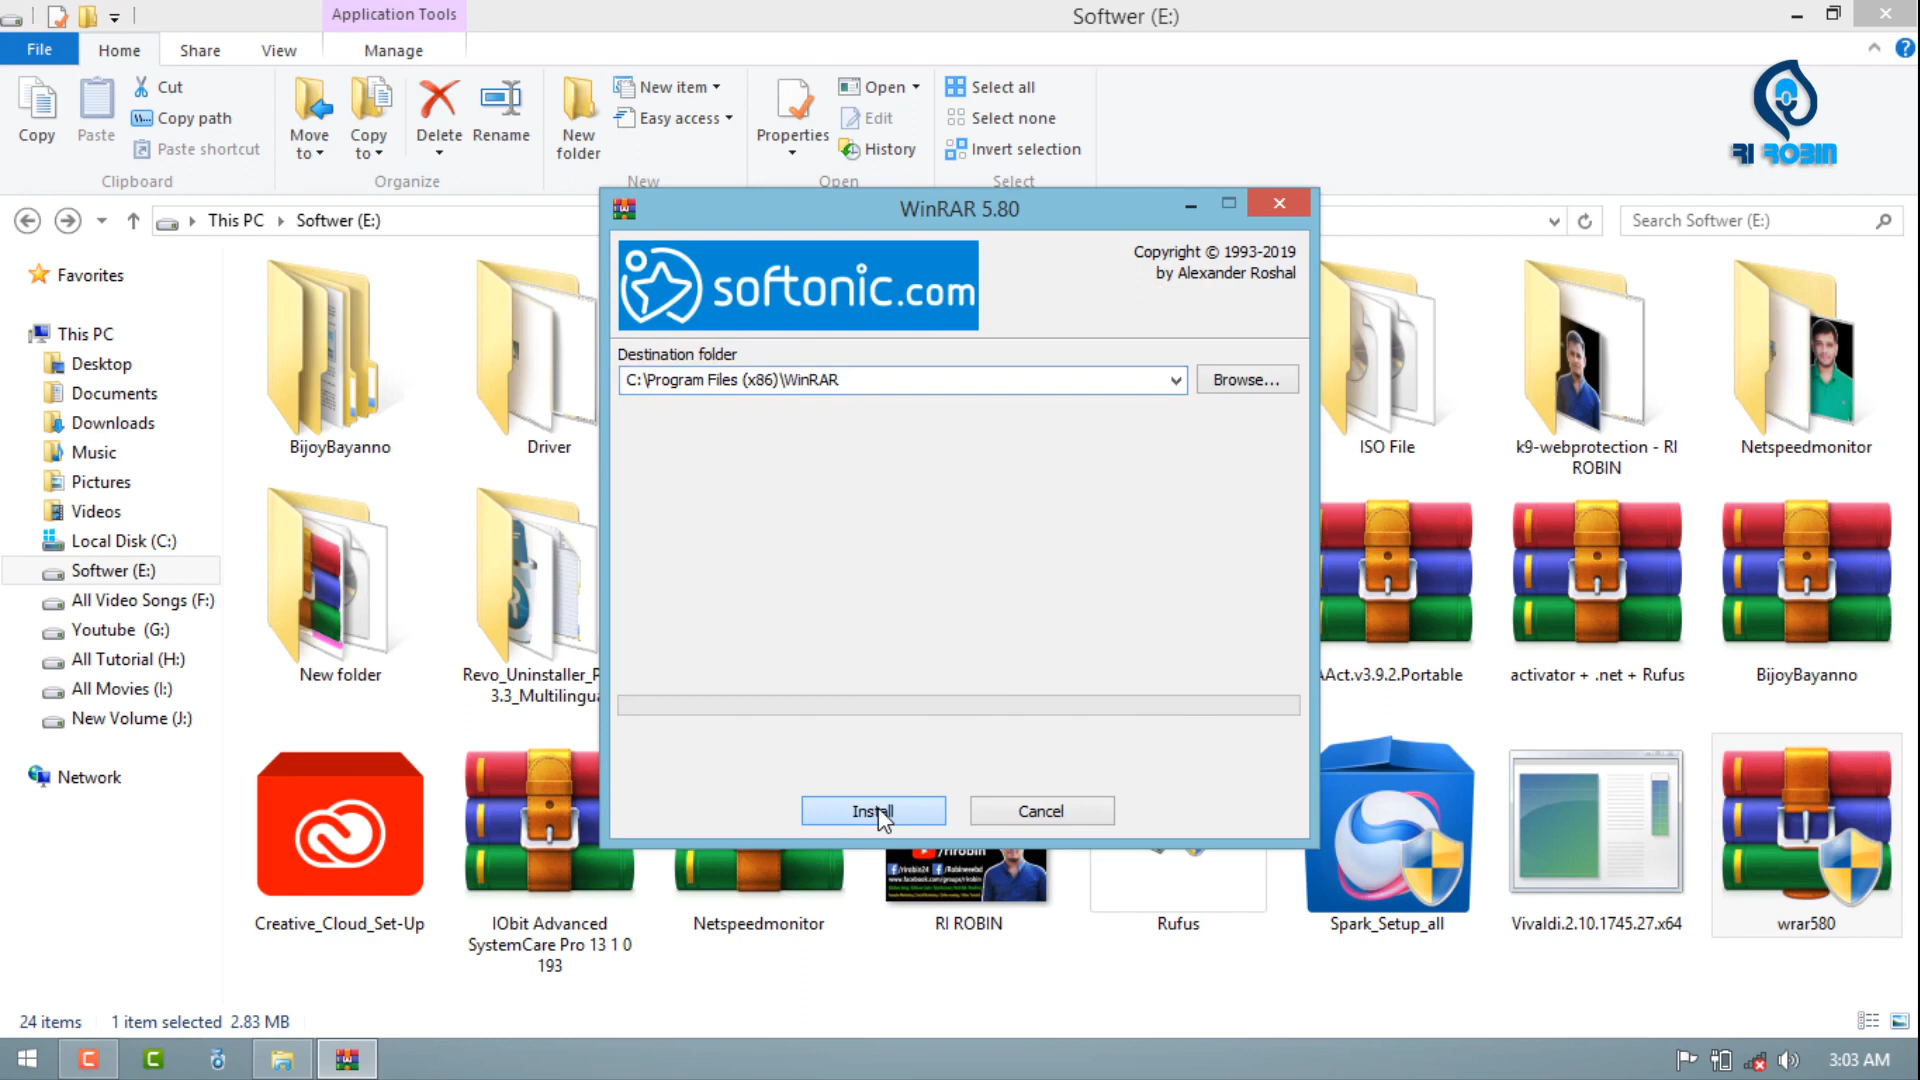 Application Tools
Softwer (E:)
File
Home
Share
View
Manage
Copy
Paste
Cut
Copy path
Paste shortcut
Clipboard
Move to
Copy to
Delete
Rename
Organize
New folder
New item
Easy access
New
Properties
Open
Edit
History
Open
Select all
Select none
Invert selection
Select
RI ROBIN
This PC
Softwer (E:)
Search Softwer (E:)
Favorites
This PC
Desktop
Documents
Downloads
Music
Pictures
Videos
Local Disk (C:)
Softwer (E:)
All Video Songs (F:)
Youtube (G:)
All Tutorial (H:)
All Movies (I:)
New Volume (J:)
Network
WinRAR 5.80
softonic.com
Copyright © 1993-2019
by Alexander Roshal
Destination folder
C:\Program Files (x86)\WinRAR
Browse...
Install
Cancel
BijoyBayanno
Driver
ISO File
k9-webprotection - RI
ROBIN
Netspeedmonitor
New folder
Revo_Uninstaller_P
3.3_Multilingua
AAct.v3.9.2.Portable
activator + .net + Rufus
BijoyBayanno
Creative_Cloud_Set-Up
IObit Advanced
SystemCare Pro 13 1 0
193
Netspeedmonitor
/rirobin
RI ROBIN
Rufus
Spark_Setup_all
Vivaldi.2.10.1745.27.x64
wrar580
24 items
1 item selected 2.83 MB
3:03 AM